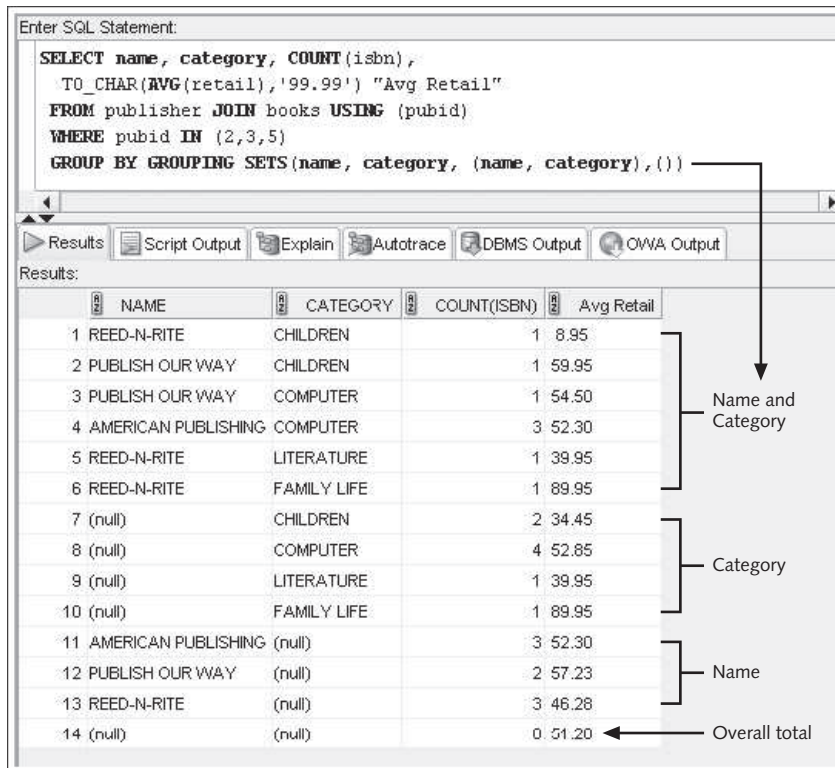 Enter SQL Statement:
SELECT name, category, COUNT(isbn),
TO_CHAR(AVG(retail),'99.99') "Avg Retail"
FROM publisher JOIN books USING (pubid)
WHERE pubid IN (2,3,5)
GROUP BY GROUPING SETS(name, category, (name, category),())
Results Script Output Explain Autotrace DBMS Output OWA Output
Results:
NAME CATEGORY COUNT(ISBN) Avg Retail
1 REED-N-RITE CHILDREN 1 8.95
2 PUBLISH OUR WAY CHILDREN 1 59.95
3 PUBLISH OUR WAY COMPUTER 1 54.50
4 AMERICAN PUBLISHING COMPUTER 3 52.30
5 REED-N-RITE LITERATURE 1 39.95
6 REED-N-RITE FAMILY LIFE 1 89.95
Name and
Category
7 (null) CHILDREN 2 34.45
8 (null) COMPUTER 4 52.85
9 (null) LITERATURE 1 39.95
10 (null) FAMILY LIFE 1 89.95
Category
11 AMERICAN PUBLISHING (null) 3 52.30
12 PUBLISH OUR WAY (null) 2 57.23
13 REED-N-RITE (null) 3 46.28
Name
14 (null) (null) 51.20
Overall total